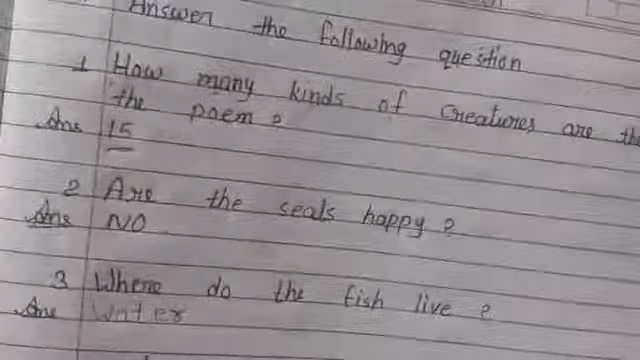 Answer the following question
1 How many kinds of creatures are the
the poem?
Ans 15
2 Are the seals happy?
Ans NO
3 Where do the fish live?
Ans Water